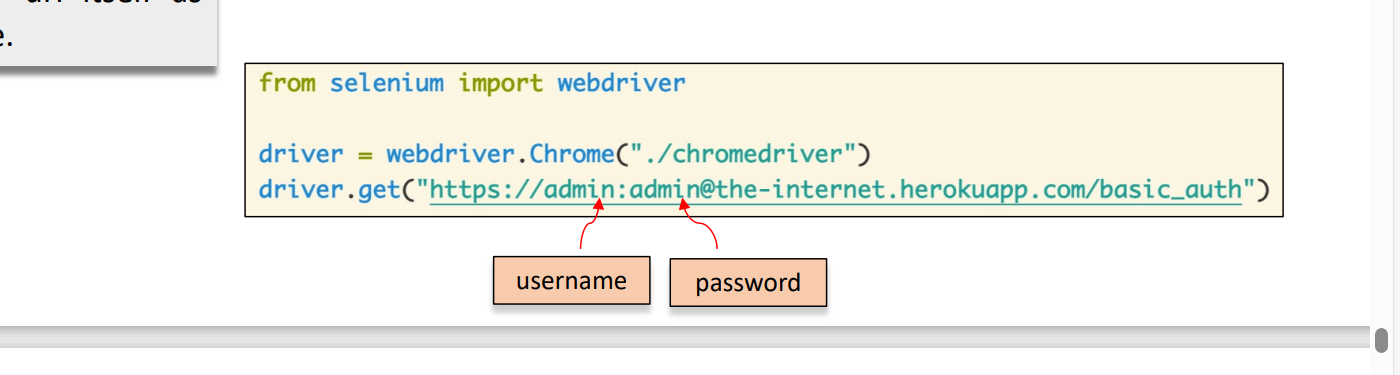 e.
from selenium import webdriver
driver = webdriver.Chrome("./chromedriver")
driver.get("https://admin:admin@the-internet.herokuapp.com/basic_auth")
username
password